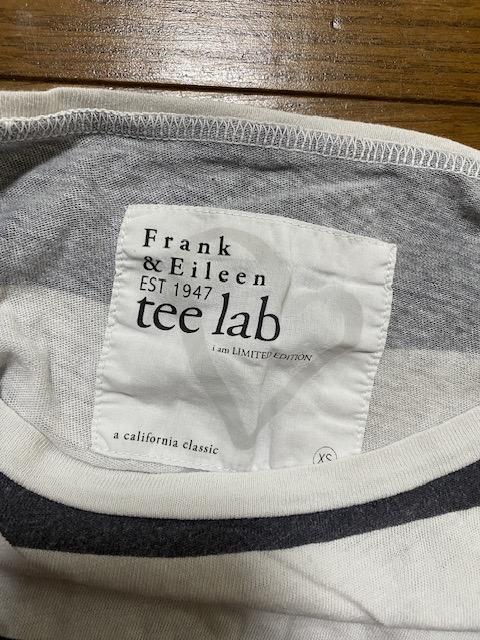 Frank
& Eileen
EST 1947
tee lab
i am LIMITED EDITION
a california classic
XS